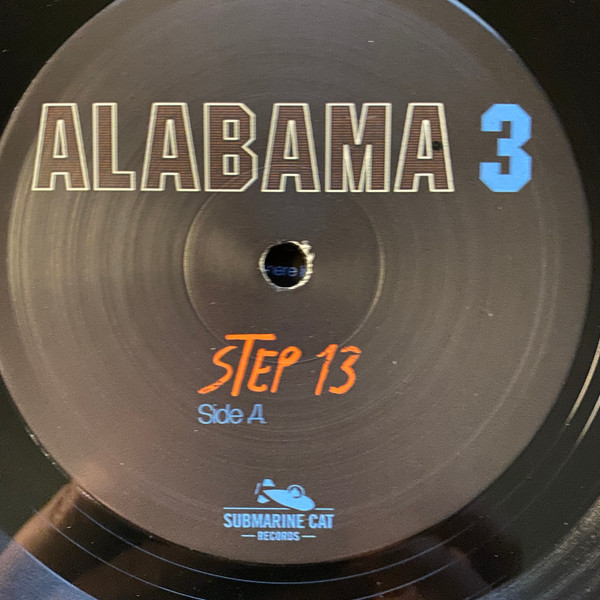 ALABAMA 3
STEP 13
Side A
SUBMARINE CAT
— RECORDS —